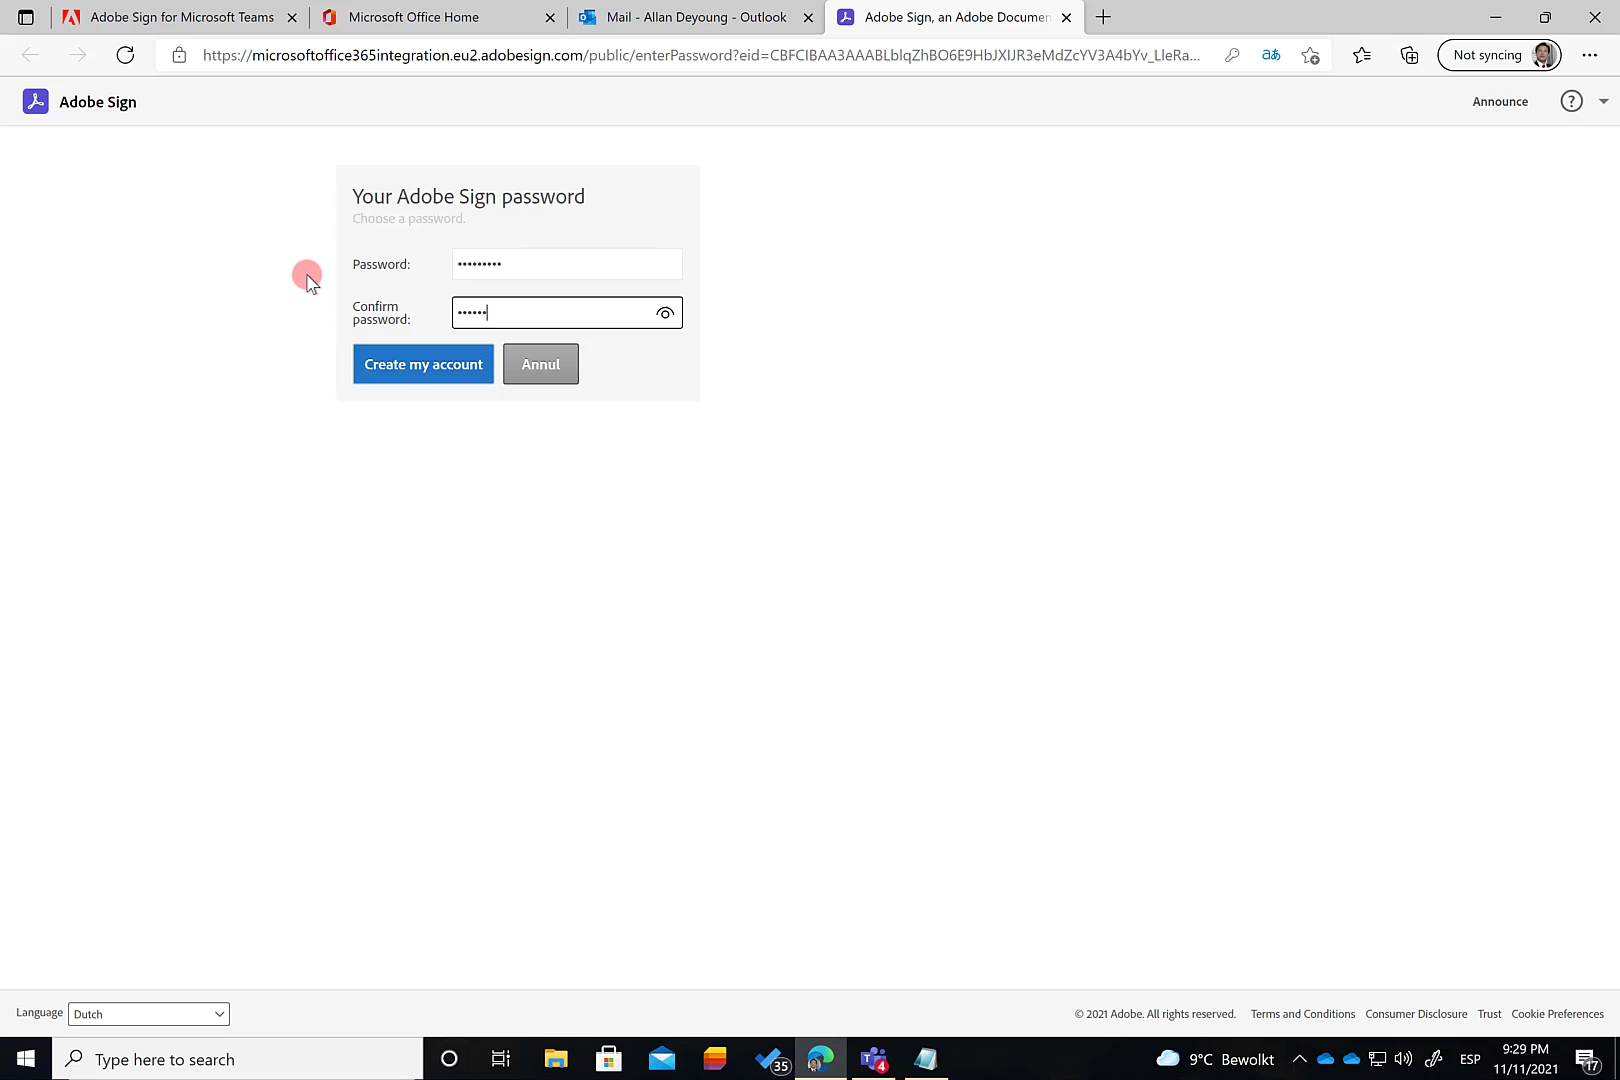 Adobe Sign for Microsoft Teams
Microsoft Office Home
Mail - Allan Deyoung - Outlook
Adobe Sign, an Adobe Documen
https://microsoftoffice365integration.eu2.adobesign.com/public/enterPassword?eid=CBFCIBAA3AAABLblqZhBO6E9HbJXlJR3eMdZcYV3A4bYv_LleRa...
aあ
Not syncing
Adobe Sign
Announce
?
Your Adobe Sign password
Choose a password.
Password:
•••••••••
Confirm
password:
••••••
Create my account
Annul
Language
Dutch
© 2021 Adobe. All rights reserved.
Terms and Conditions
Consumer Disclosure
Trust
Cookie Preferences
Type here to search
35
4
9°C Bewolkt
ESP
9:29 PM
11/11/2021
17